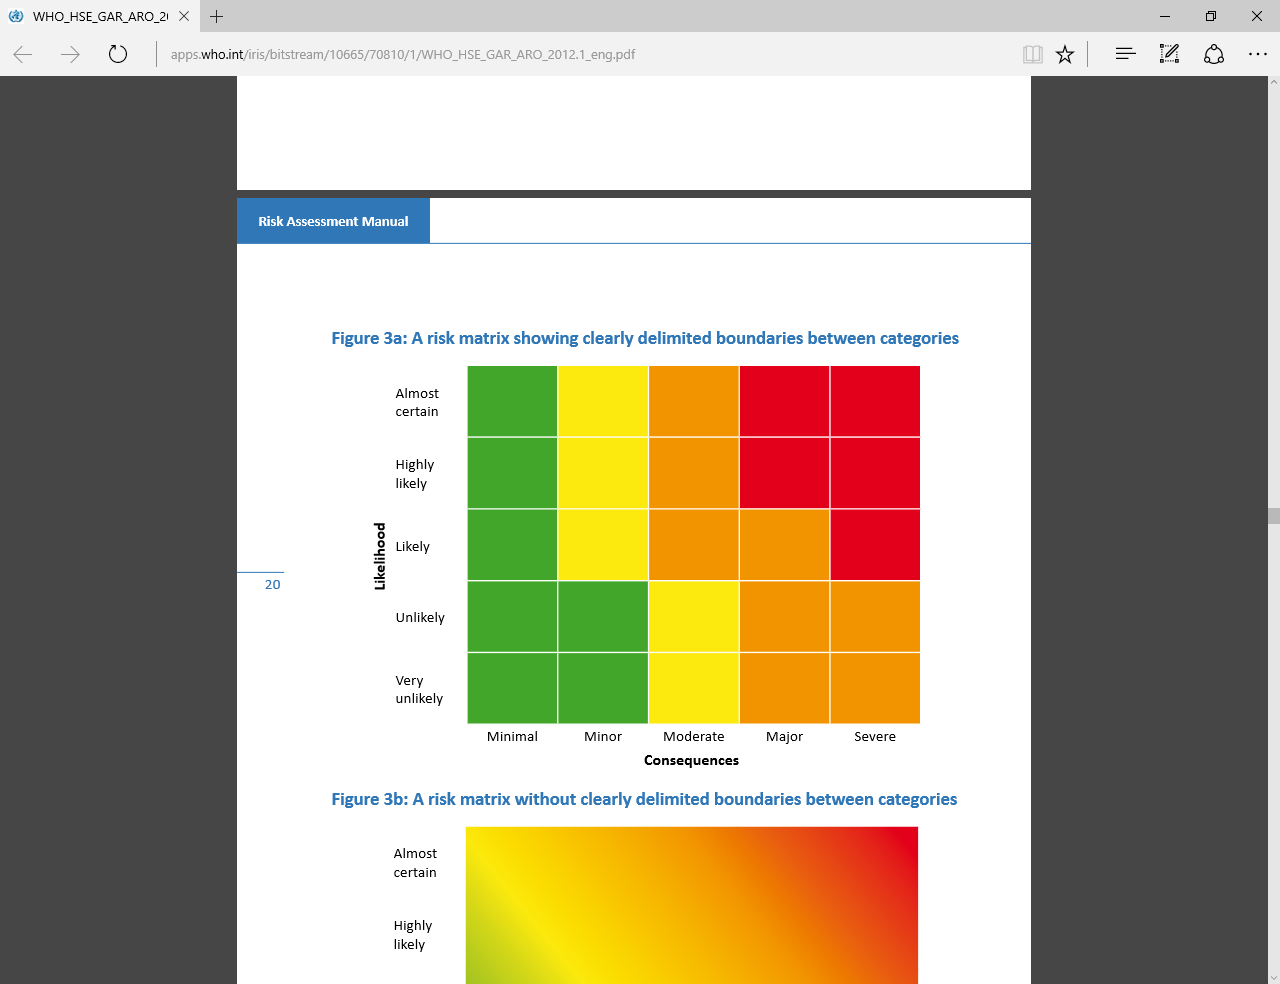 WHO_HSE_GAR_ARO_20
apps.who.int/iris/bitstream/10665/70810/1/WHO_HSE_GAR_ARO_2012.1_eng.pdf
Risk Assessment Manual
Figure 3a: A risk matrix showing clearly delimited boundaries between categories
Almost
certain
Highly
likely
Likelihood
Likely
20
Unlikely
Very
unlikely
Minimal Minor Moderate Major Severe
Consequences
Figure 3b: A risk matrix without clearly delimited boundaries between categories
Almost
certain
Highly
likely